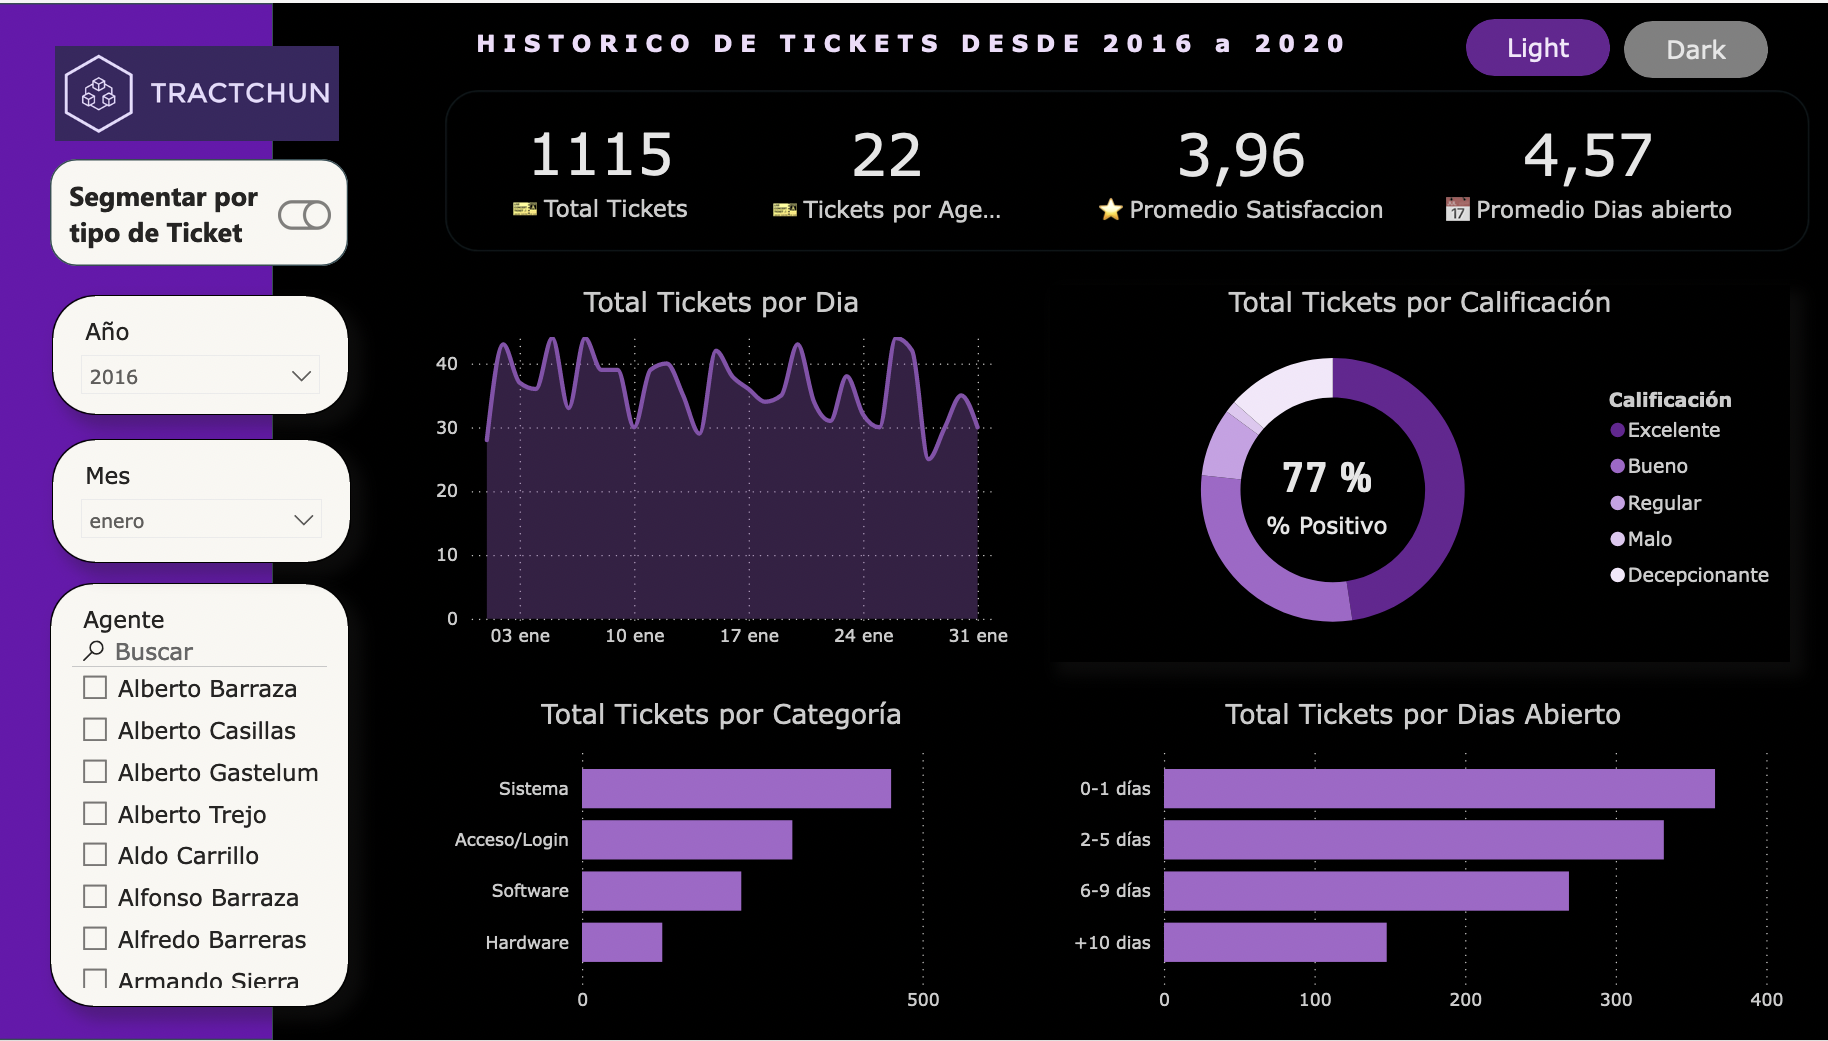 HISTORICO DE TICKETS DESDE 2016 a 2020
Light
Dark
TRACTCHUN
Segmentar por
tipo de Ticket
Año
2016
Mes
enero
Agente
Buscar
Alberto Barraza
Alberto Casillas
Alberto Gastelum
Alberto Trejo
Aldo Carrillo
Alfonso Barraza
Alfredo Barreras
Armando Sierra
1115
Total Tickets
22
Tickets por Age...
3,96
Promedio Satisfaccion
4,57
17
Promedio Dias abierto
Total Tickets por Dia
40
30
20
10
0
03 ene
10 ene
17 ene
24 ene
31 ene
Total Tickets por Calificación
77 %
% Positivo
Calificación
Excelente
Bueno
Regular
Malo
Decepcionante
Total Tickets por Categoría
Sistema
Acceso/Login
Software
Hardware
0
500
Total Tickets por Dias Abierto
0-1 días
2-5 días
6-9 días
+10 dias
0
100
200
300
400